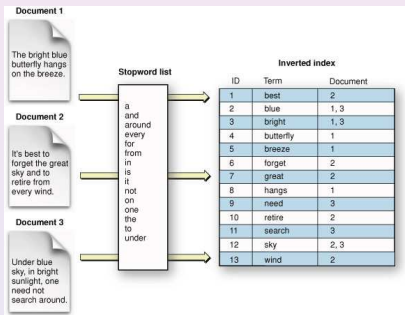 Document 1
The bright blue
butterfly hangs
on the breeze.
Document 2
It's best to
forget the great
sky and to
retire from
every wind.
Document 3
Under blue
sky, in bright
sunlight, one
need not
search around.
Stopword list
a
and
around
every
for
from
in
is
it
not
on
one
the
to
under
Inverted index
ID Term Document
1 best 2
2 blue 1, 3
3 bright 1, 3
4 butterfly 1
5 breeze 1
6 forget 2
7 great 2
8 hangs 1
9 need 3
10 retire 2
11 search 3
12 sky 2, 3
13 wind 2